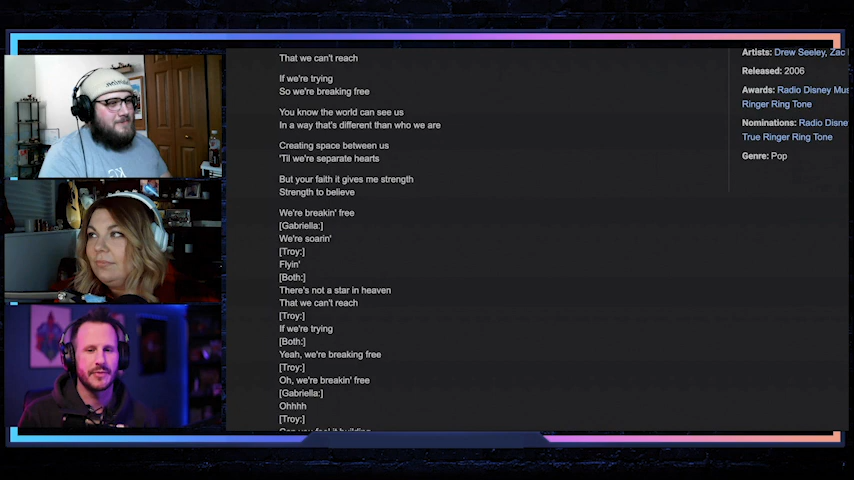 That we can't reach
If we're trying
So we're breaking free
You know the world can see us
In a way that's different than who we are
Creating space between us
'Til we're separate hearts
But your faith it gives me strength
Strength to believe
We're breakin' free
[Gabriella:]
We're soarin'
[Troy:]
Flyin'
[Both:]
There's not a star in heaven
That we can't reach
[Troy:]
If we're trying
[Both:]
Yeah, we're breaking free
[Troy:]
Oh, we're breakin' free
[Gabriella:]
Ohhhh
[Troy:]
Can you feel it building
Artists: Drew Seeley, Zac
Released: 2006
Awards: Radio Disney Mus
Ringer Ring Tone
Nominations: Radio Disne
True Ringer Ring Tone
Genre: Pop